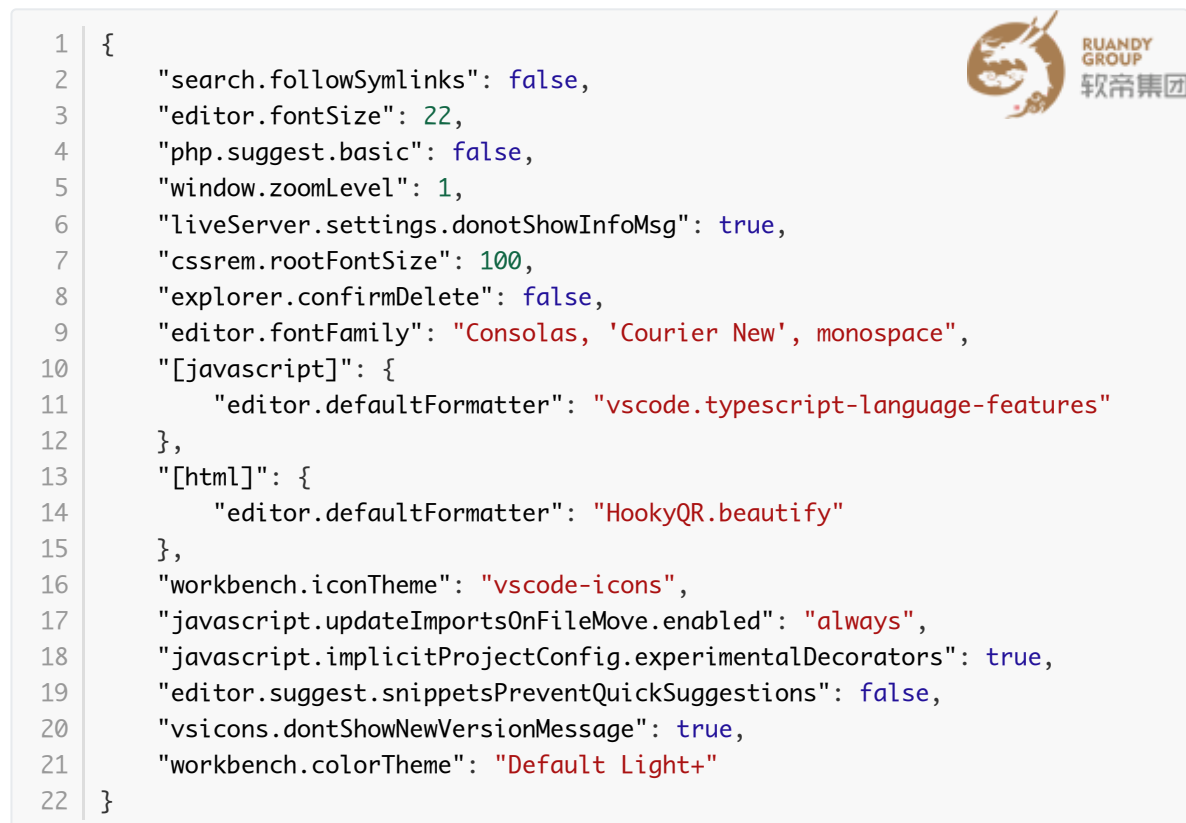 RUANDY
GROUP
软帝集团
1 {
2     "search.followSymlinks": false,
3     "editor.fontSize": 22,
4     "php.suggest.basic": false,
5     "window.zoomLevel": 1,
6     "liveServer.settings.donotShowInfoMsg": true,
7     "cssrem.rootFontSize": 100,
8     "explorer.confirmDelete": false,
9     "editor.fontFamily": "Consolas, 'Courier New', monospace",
10     "[javascript]": {
11         "editor.defaultFormatter": "vscode.typescript-language-features"
12     },
13     "[html]": {
14         "editor.defaultFormatter": "HookyQR.beautify"
15     },
16     "workbench.iconTheme": "vscode-icons",
17     "javascript.updateImportsOnFileMove.enabled": "always",
18     "javascript.implicitProjectConfig.experimentalDecorators": true,
19     "editor.suggest.snippetsPreventQuickSuggestions": false,
20     "vsicons.dontShowNewVersionMessage": true,
21     "workbench.colorTheme": "Default Light+"
22 }